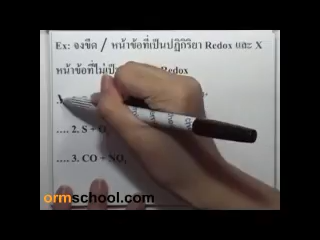 Ex: จงขีด / หน้าข้อที่เป็นปฏิกิริยา Redox และ X
หน้าข้อที่ไม่เป็ Redox
.... 2. S + O
.... 3. CO + NO₂
ormschool.com